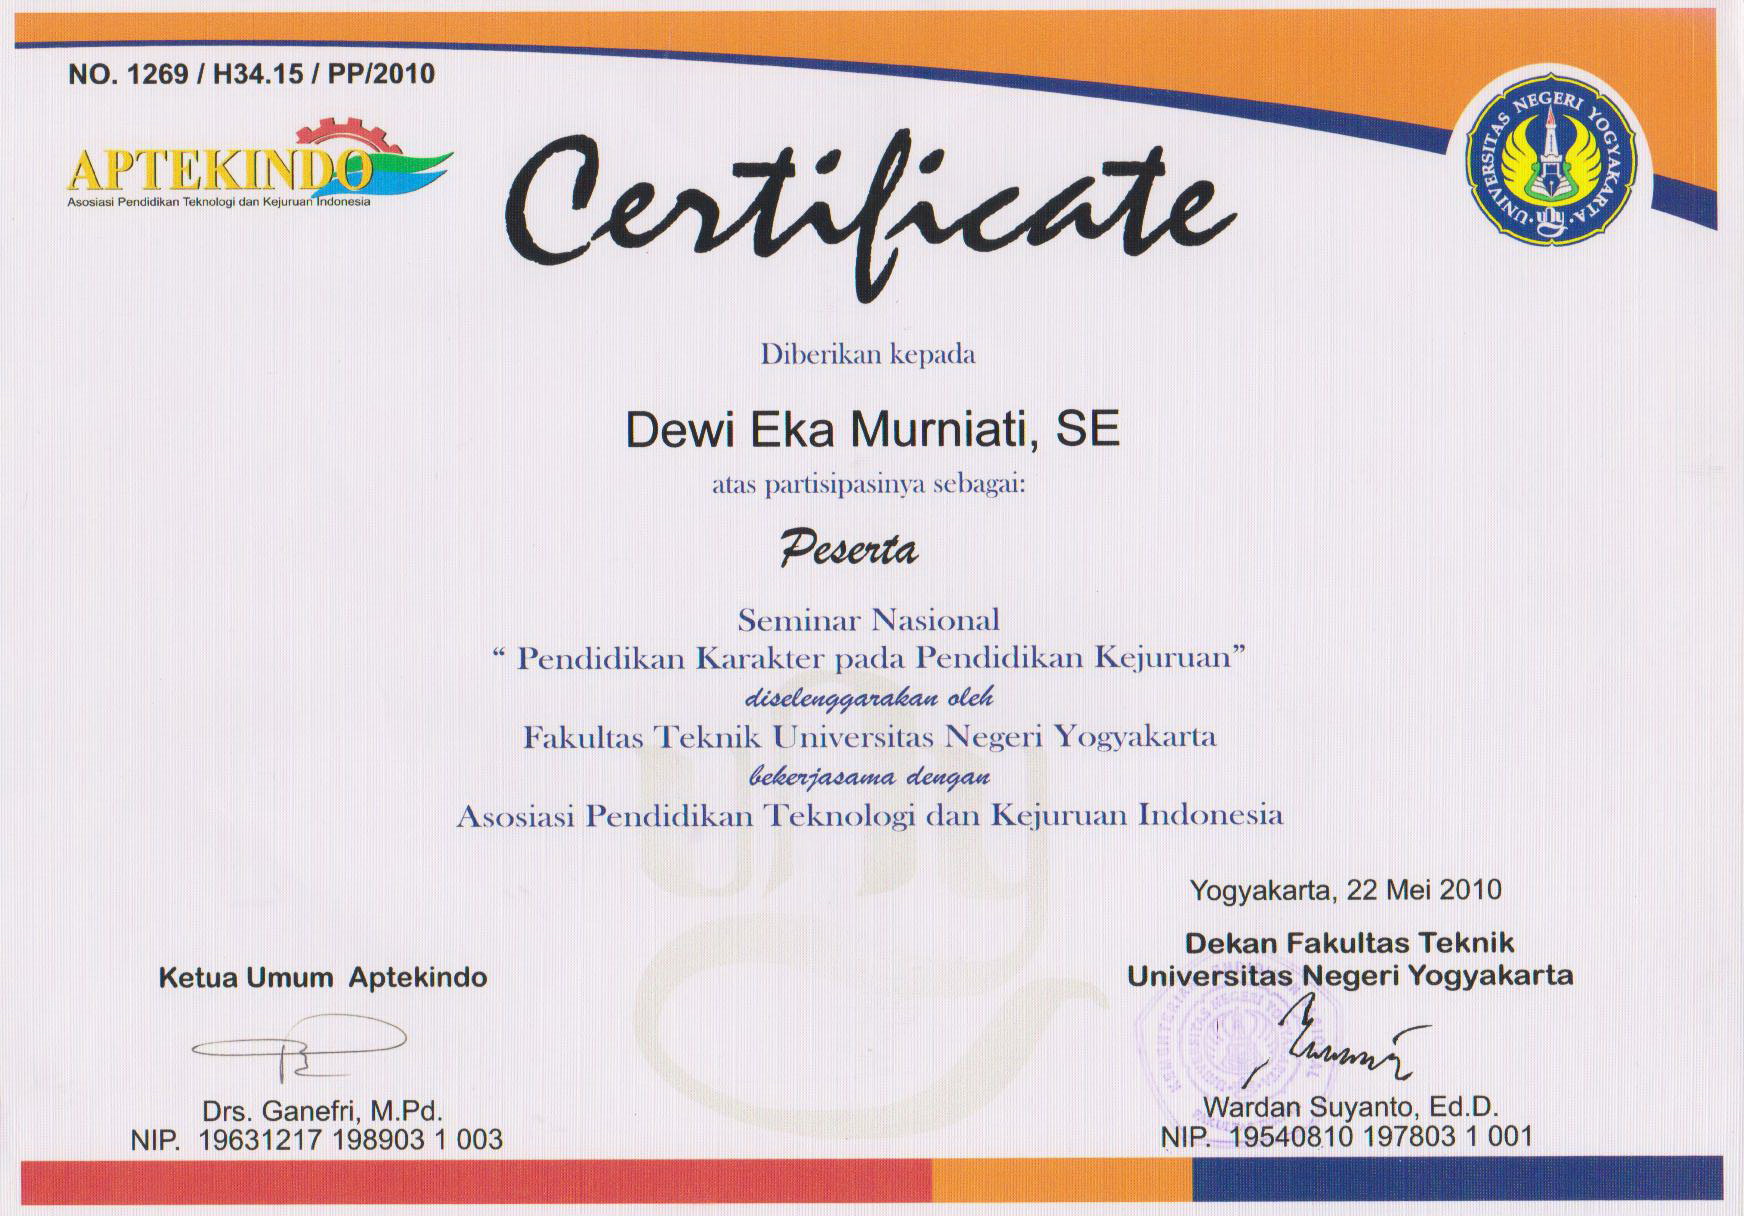 NO. 1269 / H34.15 / PP/2010
APTEKINDO
Asosiasi Pendidikan Teknologi dan Kejuruan Indonesia
UNIVERSITAS NEGERI YOGYAKARTA
Certificate
Diberikan kepada
Dewi Eka Murniati, SE
atas partisipasinya sebagai:
Peserta
Seminar Nasional
“ Pendidikan Karakter pada Pendidikan Kejuruan”
diselenggarakan oleh
Fakultas Teknik Universitas Negeri Yogyakarta
bekerjasama dengan
Asosiasi Pendidikan Teknologi dan Kejuruan Indonesia
Yogyakarta, 22 Mei 2010
Ketua Umum Aptekindo
Drs. Ganefri, M.Pd.
NIP. 19631217 198903 1 003
Dekan Fakultas Teknik
Universitas Negeri Yogyakarta
Wardan Suyanto, Ed.D.
NIP. 19540810 197803 1 001